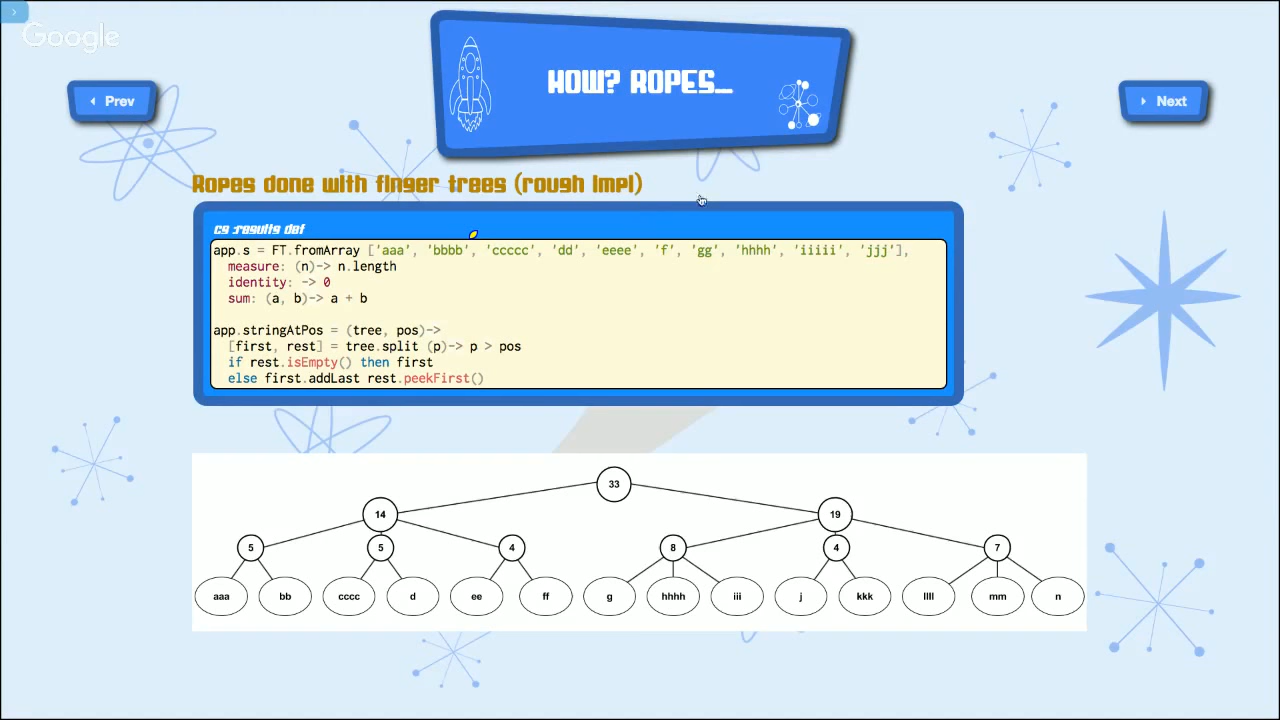 Google
Prev
HOW? ROPES...
Next
Ropes done with finger trees (rough impl)
cs :results def
app.s = FT.fromArray ['aaa', 'bbbb', 'ccccc', 'dd', 'eeee', 'f', 'gg', 'hhhh', 'iiiii', 'jjj'],
measure: (n)-> n.length
identity: -> 0
sum: (a, b)-> a + b
app.stringAtPos = (tree, pos)->
[first, rest] = tree.split (p)-> p > pos
if rest.isEmpty() then first
else first.addLast rest.peekFirst()
33
14 19
5 5 4 8 4 7
aaa bb cccc d ee ff g hhhh iii j kkk llll mm n